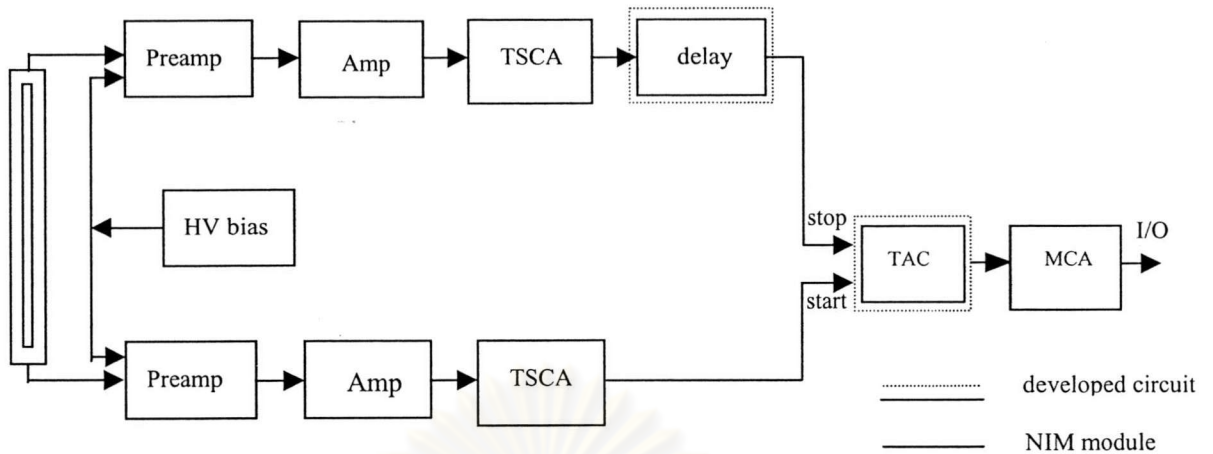 Preamp
Amp
TSCA
delay
HV bias
stop
start
TAC
MCA
I/O
Preamp
Amp
TSCA
developed circuit
NIM module